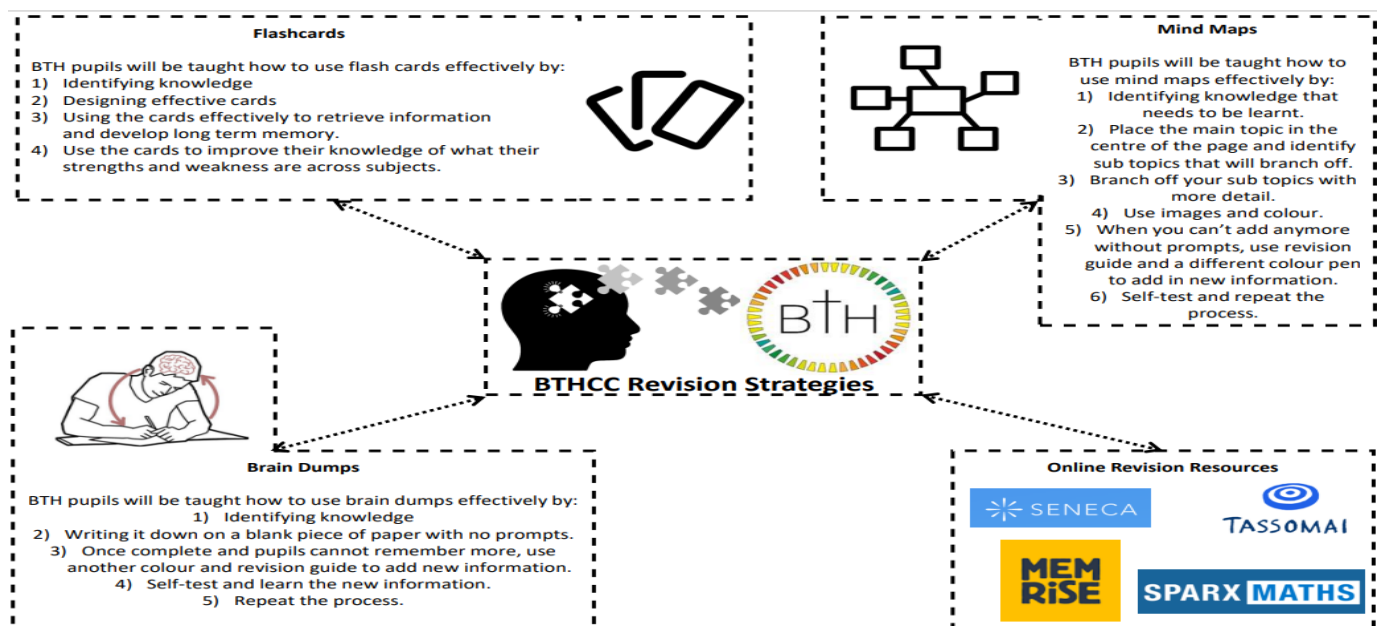 Flashcards
BTH pupils will be taught how to use flash cards effectively by:
1) Identifying knowledge
2) Designing effective cards
3) Using the cards effectively to retrieve information
and develop long term memory.
4) Use the cards to improve their knowledge of what their
strengths and weakness are across subjects.
Mind Maps
BTH pupils will be taught how to
use mind maps effectively by:
1) Identifying knowledge that
needs to be learnt.
2) Place the main topic in the
centre of the page and identify
sub topics that will branch off.
3) Branch off your sub topics with
more detail.
4) Use images and colour.
5) When you can't add anymore
without prompts, use revision
guide and a different colour pen
to add in new information.
6) Self-test and repeat the
process.
BTH
BTHCC Revision Strategies
Brain Dumps
BTH pupils will be taught how to use brain dumps effectively by:
1) Identifying knowledge
2) Writing it down on a blank piece of paper with no prompts.
3) Once complete and pupils cannot remember more, use
another colour and revision guide to add new information.
4) Self-test and learn the new information.
5) Repeat the process.
Online Revision Resources
SENECA
TASSOMAI
MEM
RiSE
SPARX MATHS